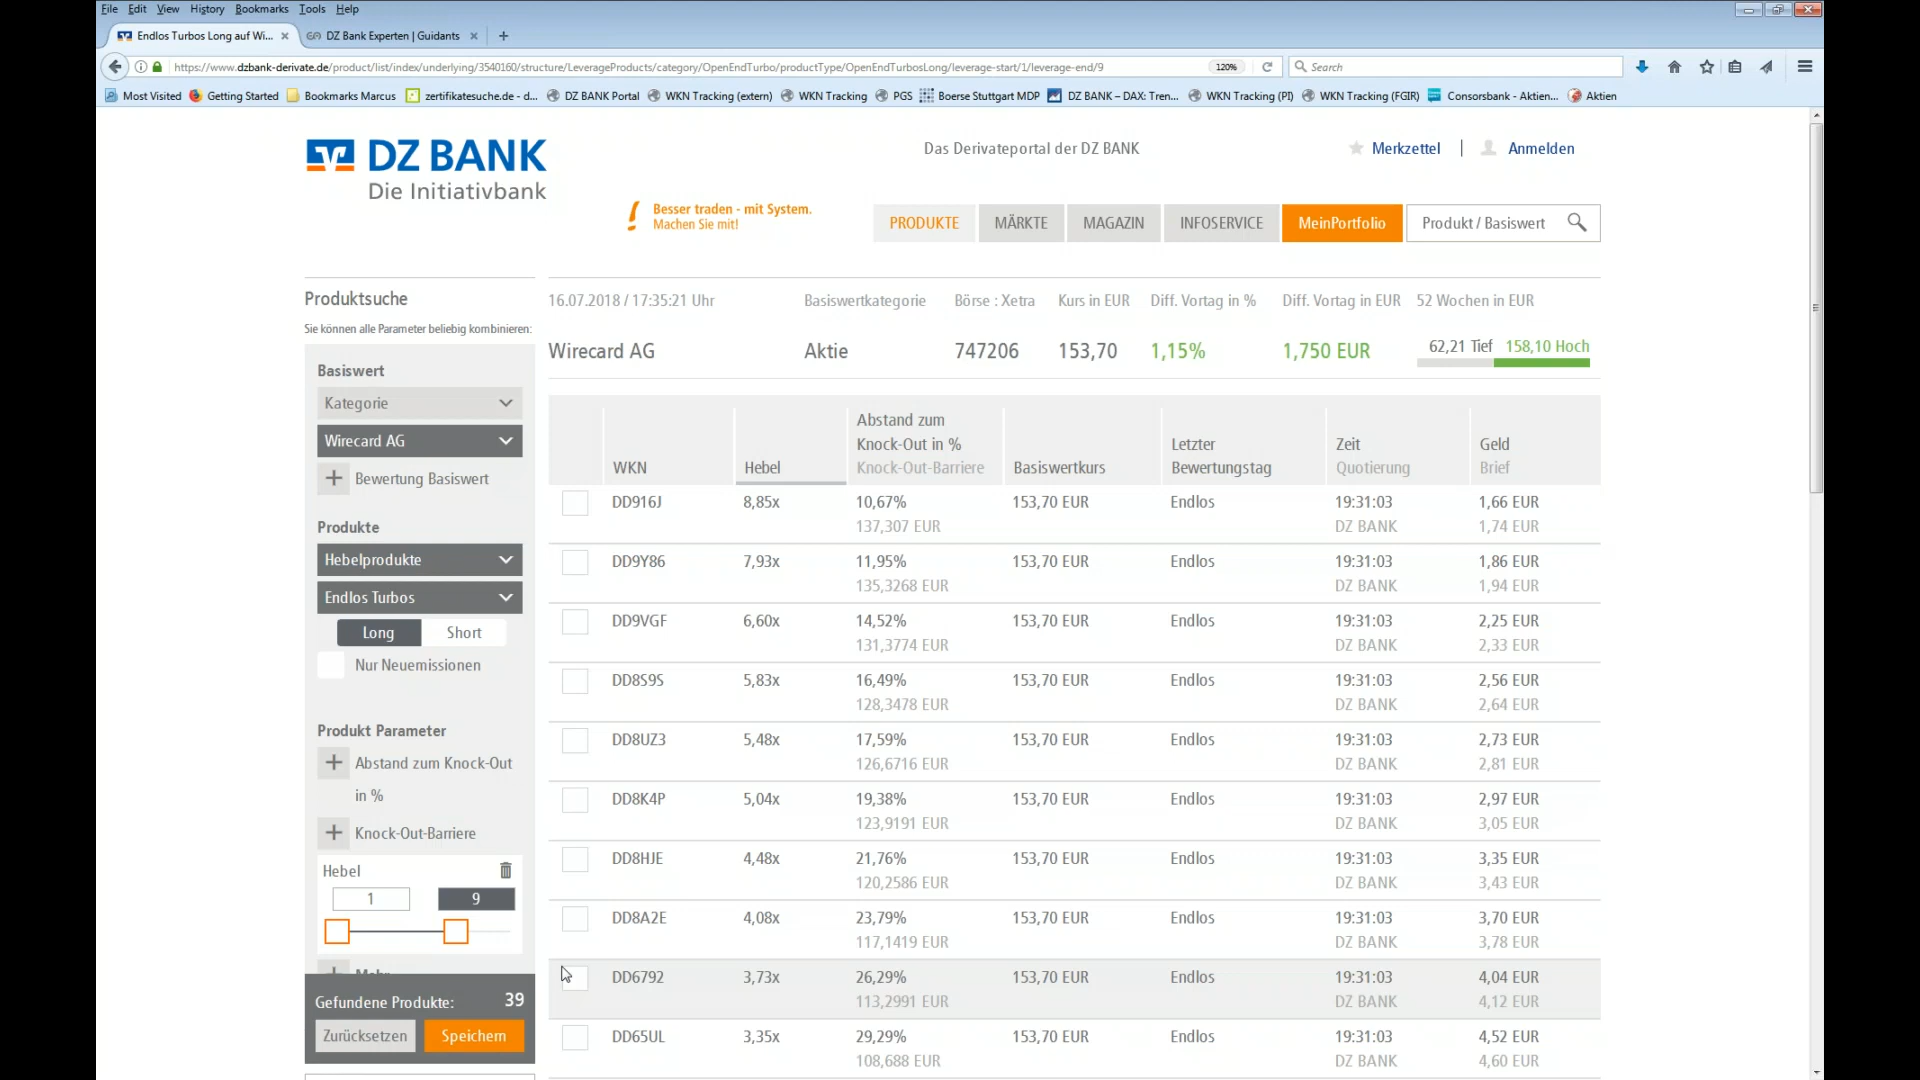 File Edit View History Bookmarks Tools Help
Endlos Turbos Long auf Wi...
DZ Bank Experten | Guidants
https://www.dzbank-derivate.de/product/list/index/underlying/3540160/structure/LeverageProducts/category/OpenEndTurbo/productType/OpenEndTurbosLong/leverage-start/1/leverage-end/9
120%
Search
Most Visited Getting Started Bookmarks Marcus zertifikatesuche.de - d... DZ BANK Portal WKN Tracking (extern) WKN Tracking PGS Boerse Stuttgart MDP DZ BANK – DAX: Tren... WKN Tracking (PI) WKN Tracking (FGIR) Consorsbank - Aktien... Aktien
DZ BANK
Die Initiativbank
Das Derivateportal der DZ BANK
Merkzettel | Anmelden
Besser traden - mit System.
Machen Sie mit!
PRODUKTE MÄRKTE MAGAZIN INFOSERVICE MeinPortfolio Produkt / Basiswert
Produktsuche
Sie können alle Parameter beliebig kombinieren:
Basiswert
Kategorie
Wirecard AG
Bewertung Basiswert
Produkte
Hebelprodukte
Endlos Turbos
Long Short
Nur Neuemissionen
Produkt Parameter
Abstand zum Knock-Out
in %
Knock-Out-Barriere
Hebel
1 9
Mehr
Gefundene Produkte: 39
Zurücksetzen Speichern
16.07.2018 / 17:35:21 Uhr Basiswertkategorie Börse : Xetra Kurs in EUR Diff. Vortag in % Diff. Vortag in EUR 52 Wochen in EUR
Wirecard AG Aktie 747206 153,70 1,15% 1,750 EUR 62,21 Tief 158,10 Hoch
Abstand zum
Knock-Out in % Letzter Zeit Geld
WKN Hebel Knock-Out-Barriere Basiswertkurs Bewertungstag Quotierung Brief
DD916J 8,85x 10,67% 153,70 EUR Endlos 19:31:03 1,66 EUR
137,307 EUR DZ BANK 1,74 EUR
DD9Y86 7,93x 11,95% 153,70 EUR Endlos 19:31:03 1,86 EUR
135,3268 EUR DZ BANK 1,94 EUR
DD9VGF 6,60x 14,52% 153,70 EUR Endlos 19:31:03 2,25 EUR
131,3774 EUR DZ BANK 2,33 EUR
DD8S9S 5,83x 16,49% 153,70 EUR Endlos 19:31:03 2,56 EUR
128,3478 EUR DZ BANK 2,64 EUR
DD8UZ3 5,48x 17,59% 153,70 EUR Endlos 19:31:03 2,73 EUR
126,6716 EUR DZ BANK 2,81 EUR
DD8K4P 5,04x 19,38% 153,70 EUR Endlos 19:31:03 2,97 EUR
123,9191 EUR DZ BANK 3,05 EUR
DD8HJE 4,48x 21,76% 153,70 EUR Endlos 19:31:03 3,35 EUR
120,2586 EUR DZ BANK 3,43 EUR
DD8A2E 4,08x 23,79% 153,70 EUR Endlos 19:31:03 3,70 EUR
117,1419 EUR DZ BANK 3,78 EUR
DD6792 3,73x 26,29% 153,70 EUR Endlos 19:31:03 4,04 EUR
113,2991 EUR DZ BANK 4,12 EUR
DD65UL 3,35x 29,29% 153,70 EUR Endlos 19:31:03 4,52 EUR
108,688 EUR DZ BANK 4,60 EUR